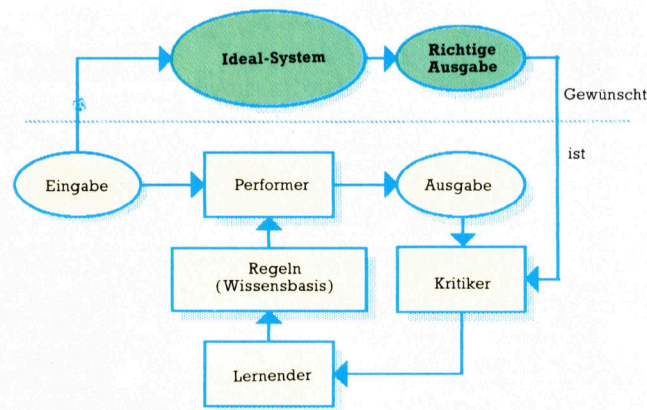 Ideal-System
Richtige
Ausgabe
Gewünscht
ist
Eingabe
Performer
Ausgabe
Regeln
(Wissensbasis)
Kritiker
Lernender